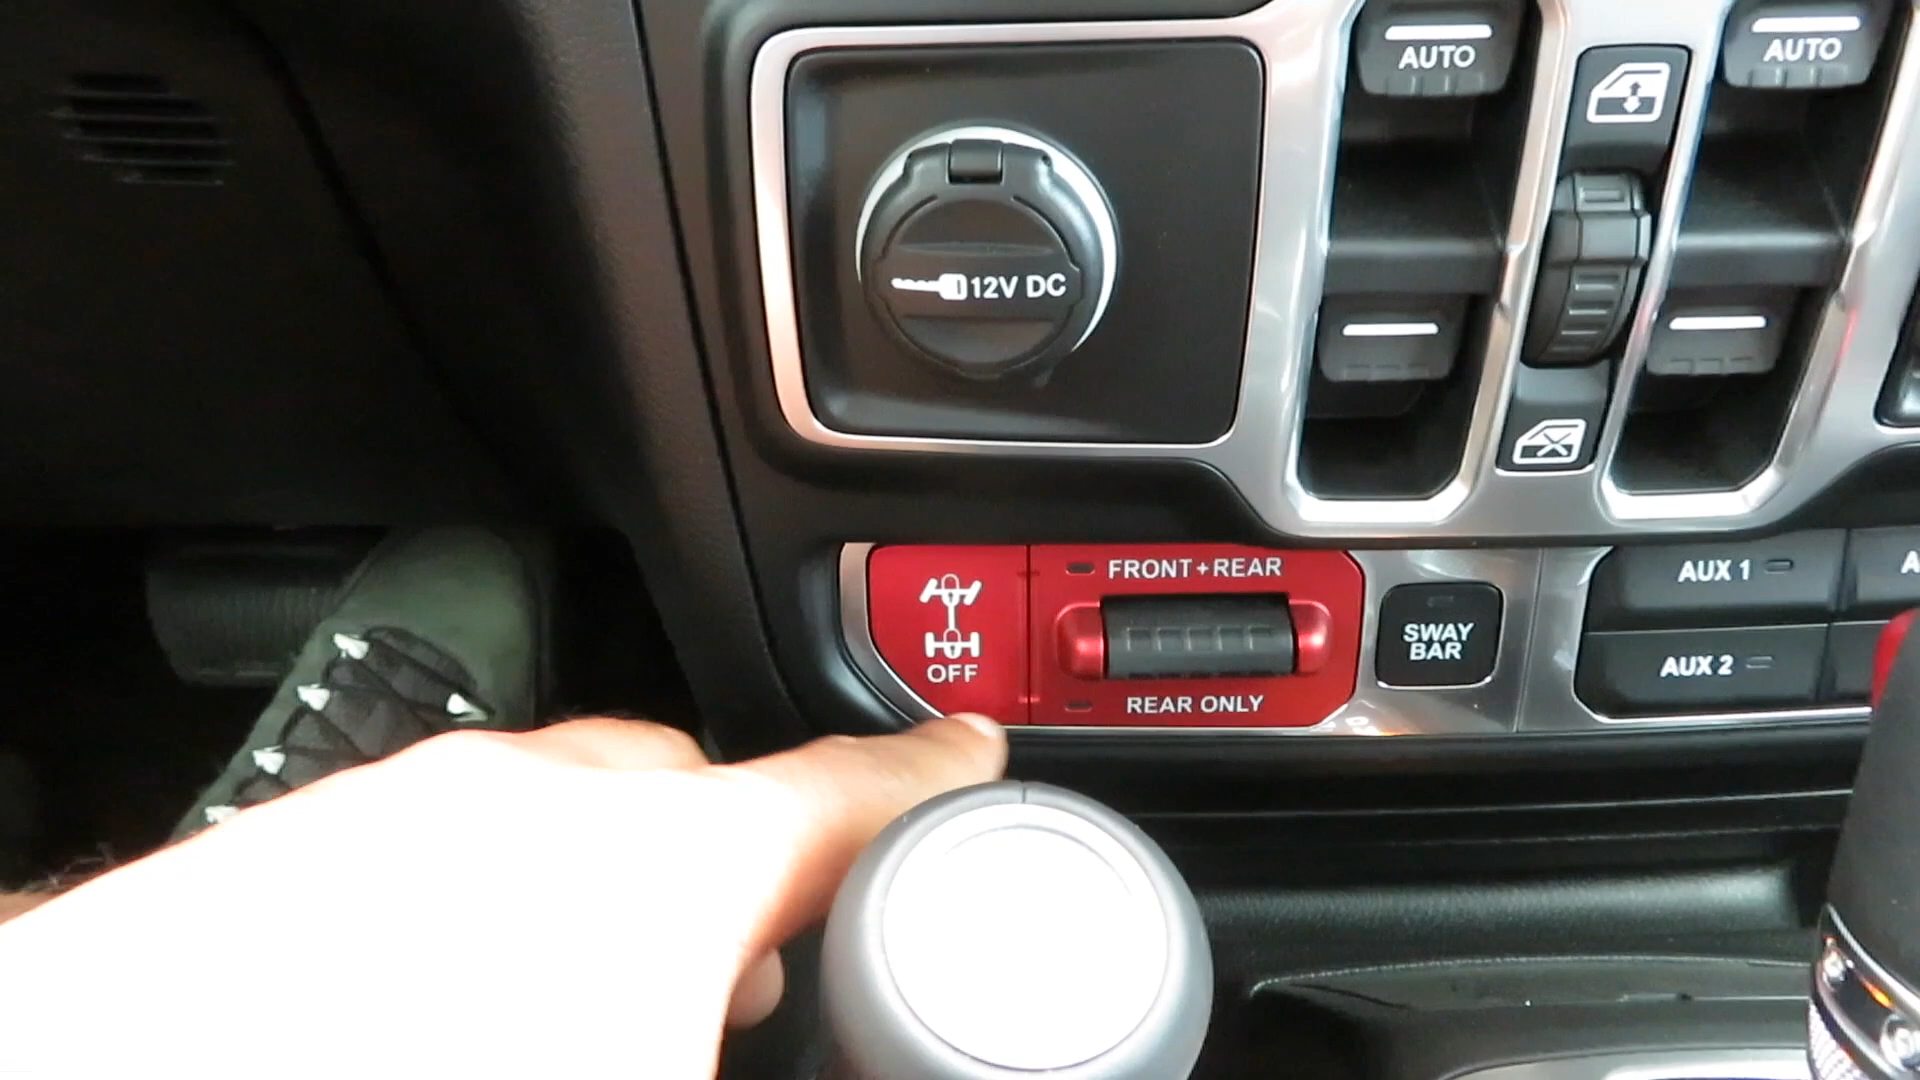 AUTO
AUTO
12V DC
FRONT+REAR
OFF
REAR ONLY
SWAY
BAR
AUX 1
AUX 2